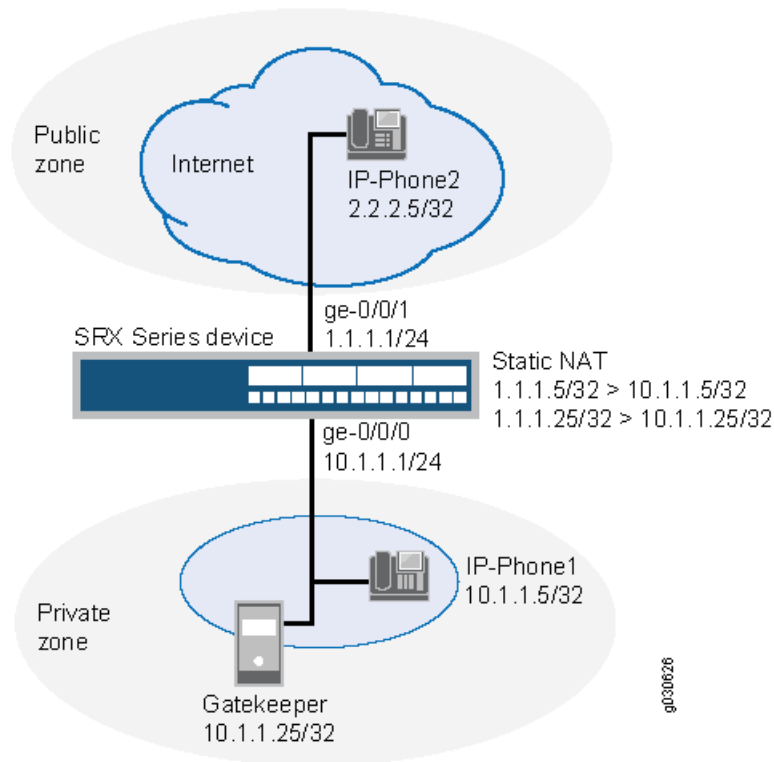 Public
zone
Internet
IP-Phone2
2.2.2.5/32
ge-0/0/1
1.1.1.1/24
SRX Series device
Static NAT
1.1.1.5/32 > 10.1.1.5/32
1.1.1.25/32 > 10.1.1.25/32
ge-0/0/0
10.1.1.1/24
IP-Phone1
10.1.1.5/32
Private
zone
Gatekeeper
10.1.1.25/32
g030626